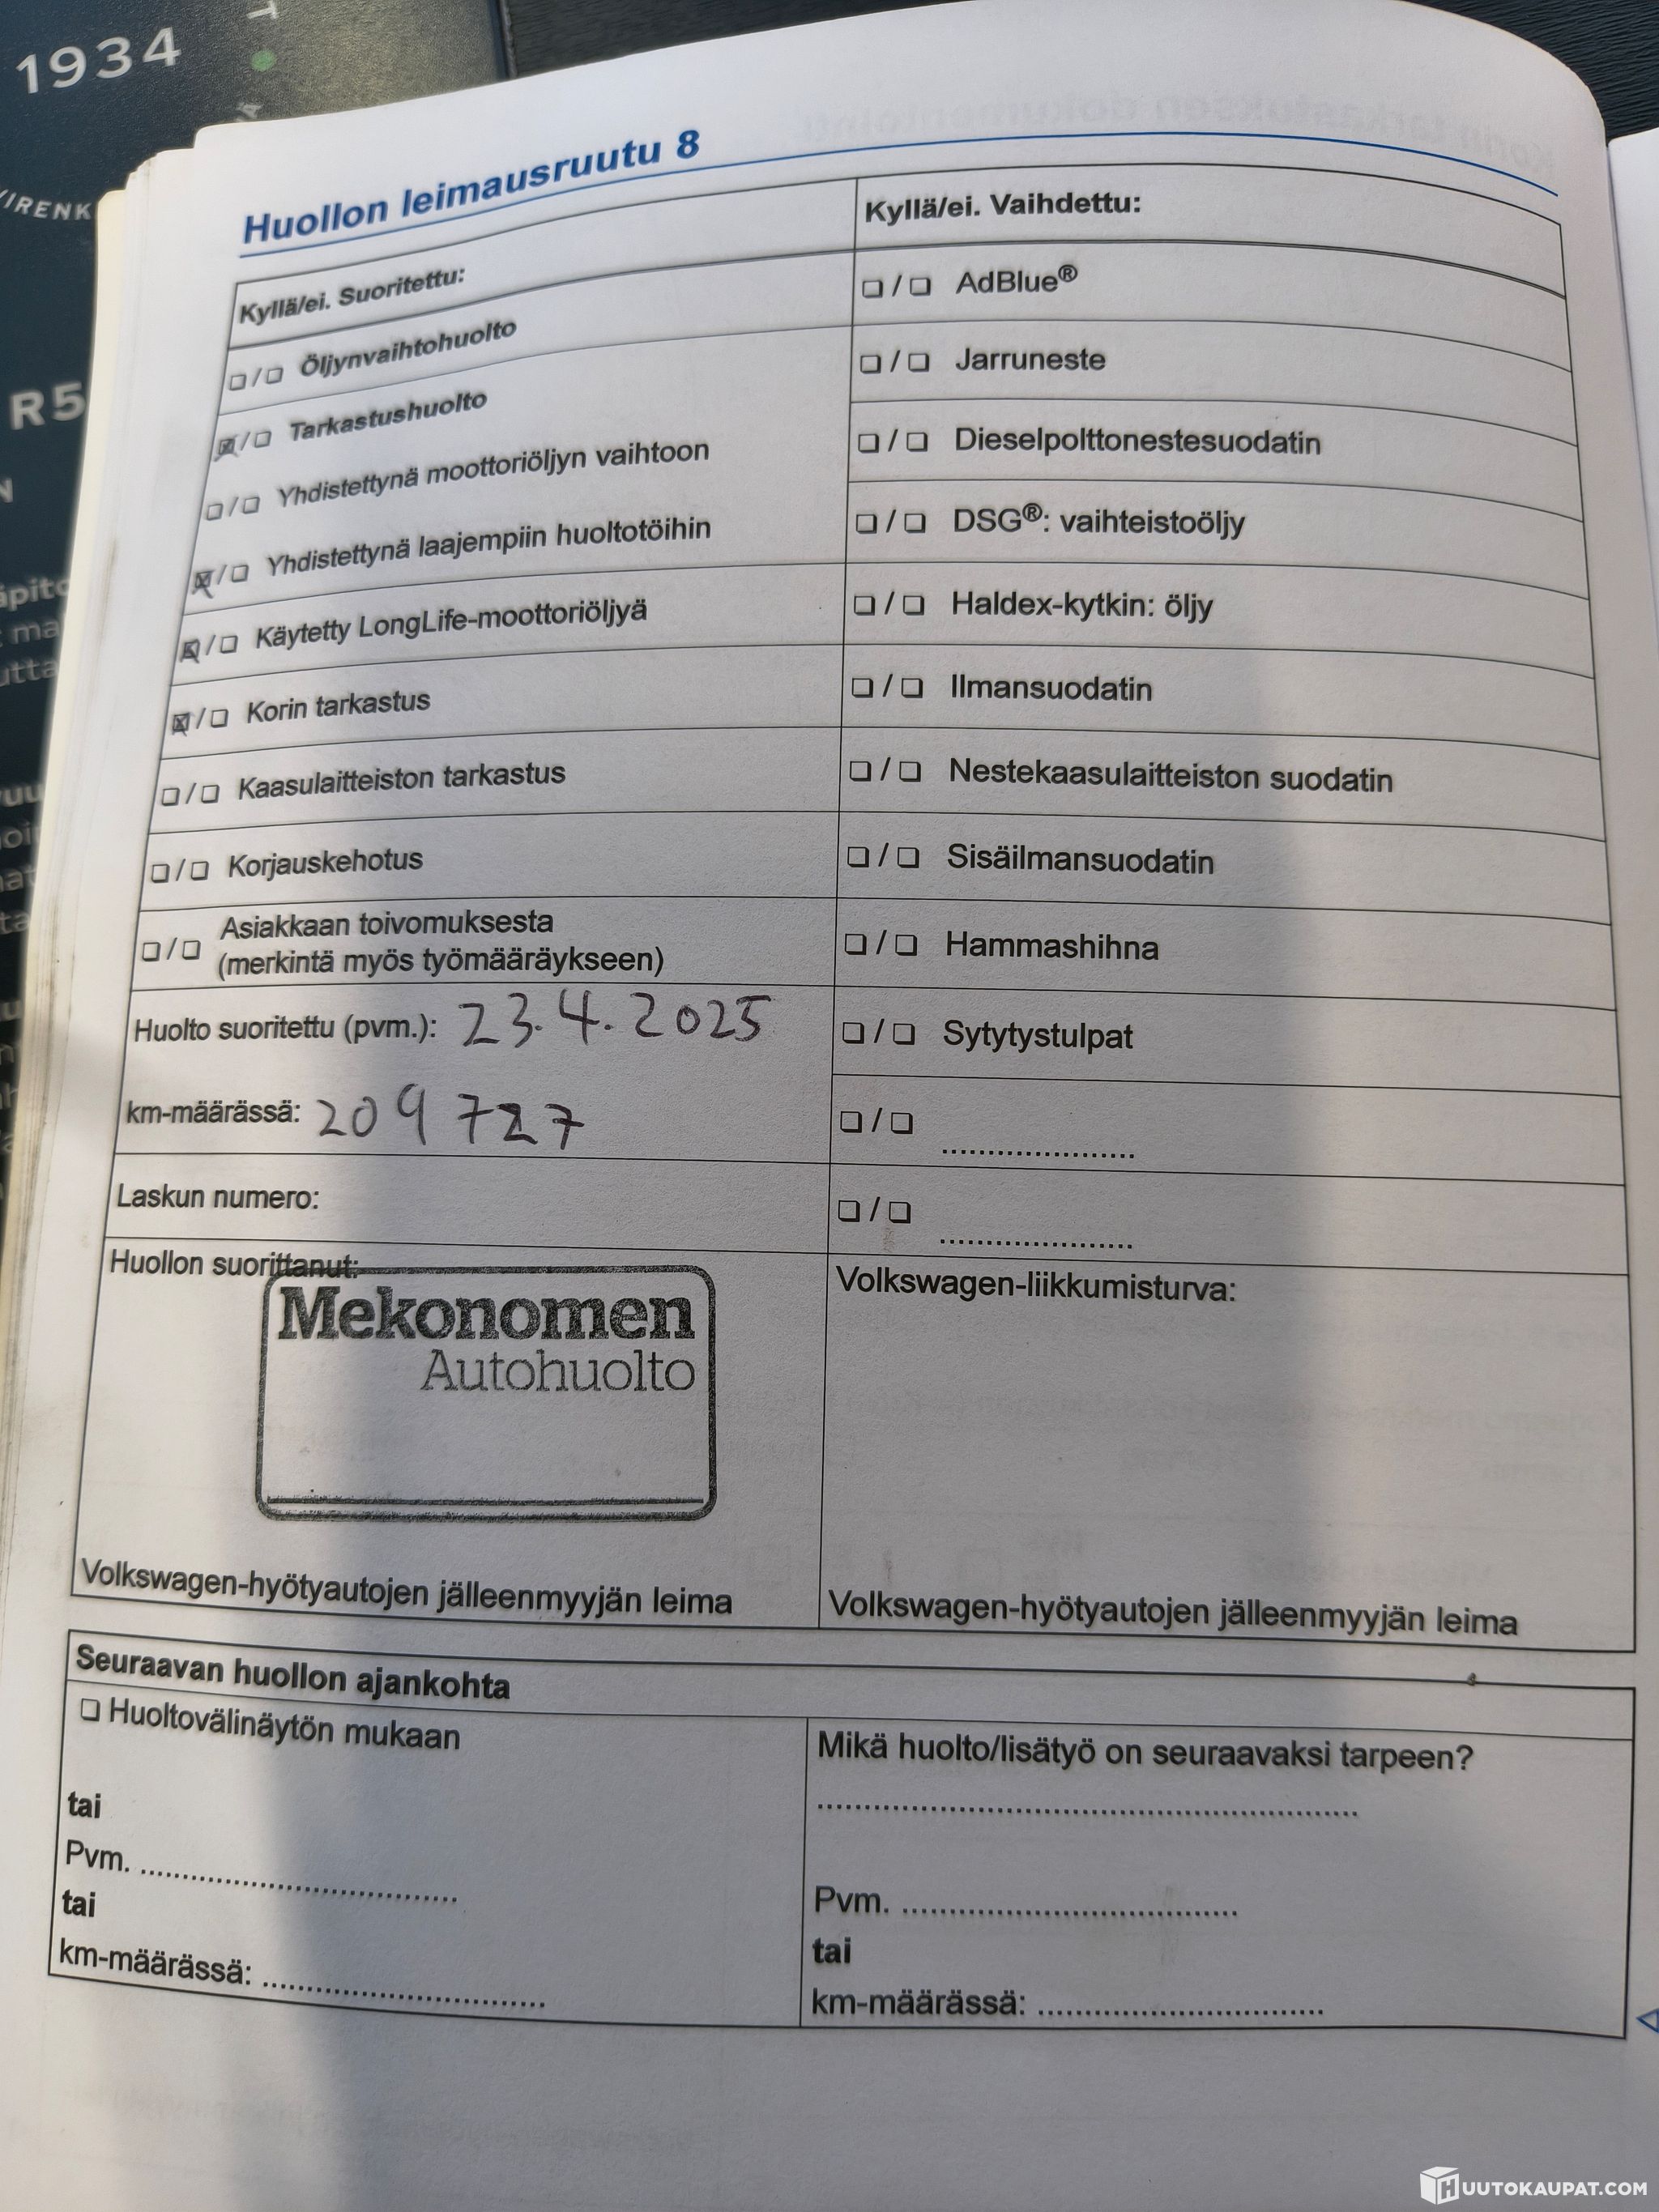 1934
R5
Huollon leimausruutu 8
Kyllä/ei. Suoritettu:
☐/☐ Öljynvaihtohuolto
☒/☐ Tarkastushuolto
☐/☐ Yhdistettynä moottoriöljyn vaihtoon
☒/☐ Yhdistettynä laajempiin huoltotöihin
☒/☐ Käytetty LongLife-moottoriöljyä
☒/☐ Korin tarkastus
☐/☐ Kaasulaitteiston tarkastus
☐/☐ Korjauskehotus
☐/☐ Asiakkaan toivomuksesta
(merkintä myös työmääräykseen)
Huolto suoritettu (pvm.): 23.4.2025
km-määrässä: 209 727
Laskun numero:
Huollon suorittanut:
Mekonomen
Autohuolto
Volkswagen-hyötyautojen jälleenmyyjän leima
Kyllä/ei. Vaihdettu:
☐/☐ AdBlue®
☐/☐ Jarruneste
☐/☐ Dieselpolttonestesuodatin
☐/☐ DSG®: vaihteistoöljy
☐/☐ Haldex-kytkin: öljy
☐/☐ Ilmansuodatin
☐/☐ Nestekaasulaitteiston suodatin
☐/☐ Sisäilmansuodatin
☐/☐ Hammashihna
☐/☐ Sytytystulpat
☐/☐ .....................
☐/☐ .....................
Volkswagen-liikkumisturva:
Volkswagen-hyötyautojen jälleenmyyjän leima
Seuraavan huollon ajankohta
☐ Huoltovälinäytön mukaan
tai
Pvm. ...................................
tai
km-määrässä: ...............................
Mikä huolto/lisätyö on seuraavaksi tarpeen?
............................................................
Pvm. .....................................
tai
km-määrässä: ...............................
HUUTOKAUPAT.COM